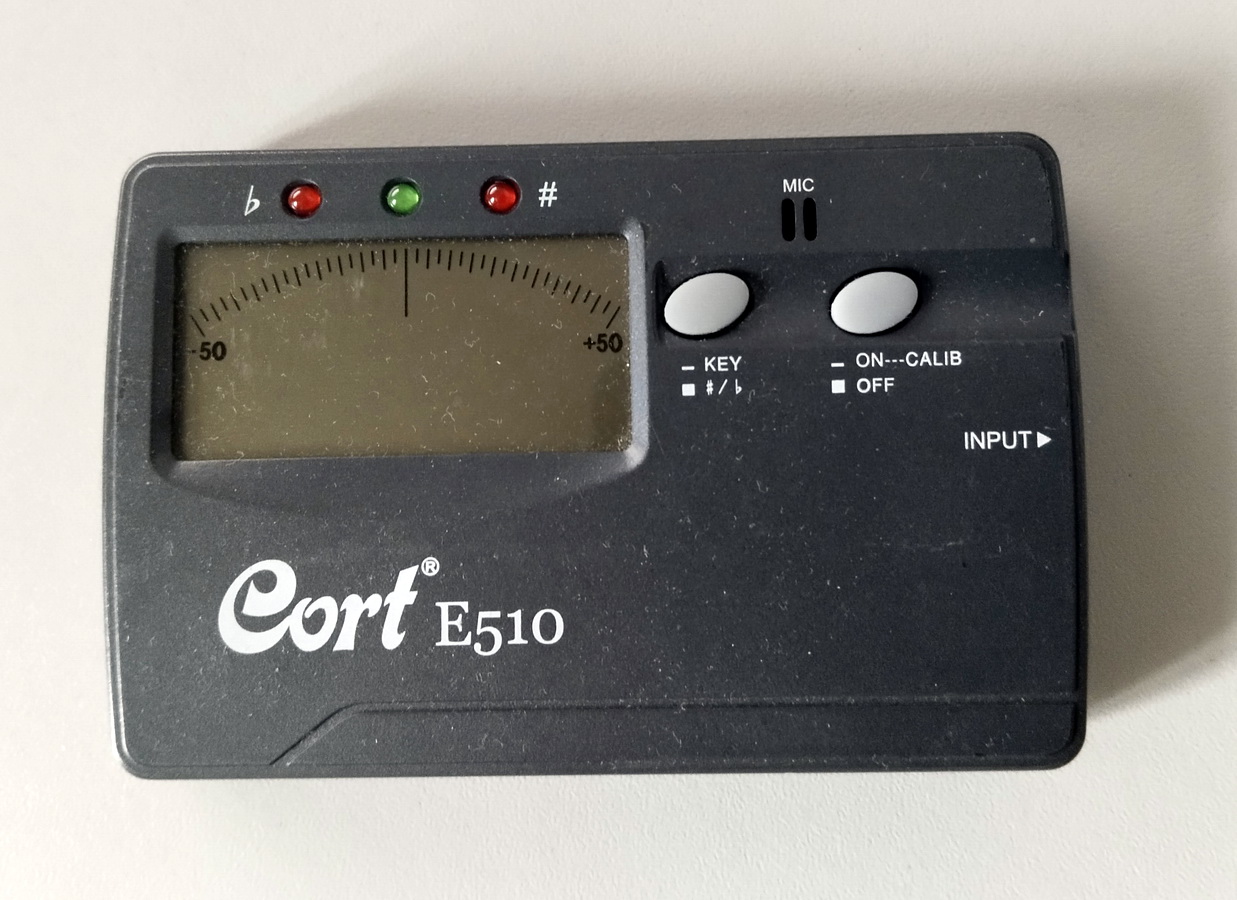 ♭ #
MIC
-50 +50
– KEY
■ #/♭
– ON---CALIB
■ OFF
INPUT▶
Cort® E510